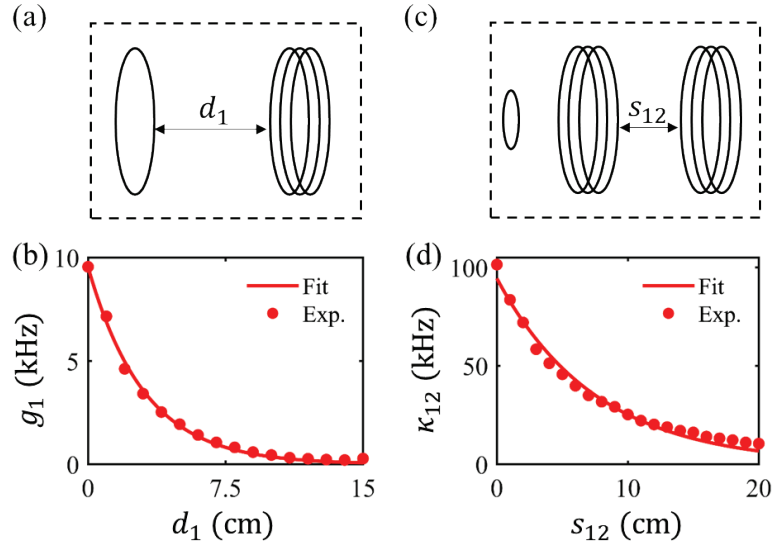 (a)
d₁
(c)
s₁₂
(b)
10
5
0
g₁ (kHz)
Fit
Exp.
0
7.5
15
d₁ (cm)
(d)
100
50
0
κ₁₂ (kHz)
Fit
Exp.
0
10
20
s₁₂ (cm)